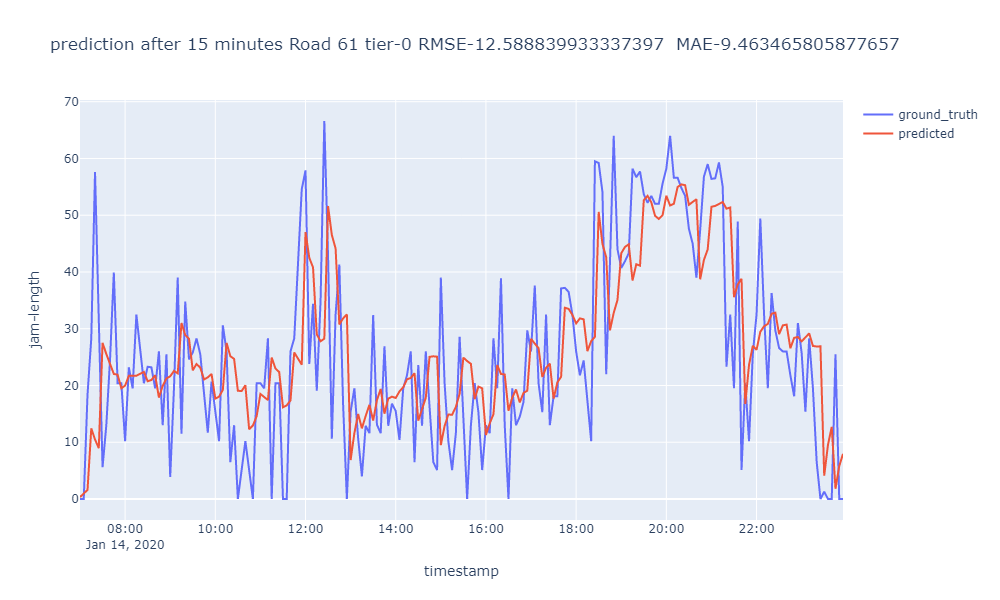 prediction after 15 minutes Road 61 tier-0 RMSE-12.588839933337397  MAE-9.463465805877657
ground_truth
predicted
jam-length
70
60
50
40
30
20
10
0
08:00 10:00 12:00 14:00 16:00 18:00 20:00 22:00
Jan 14, 2020
timestamp